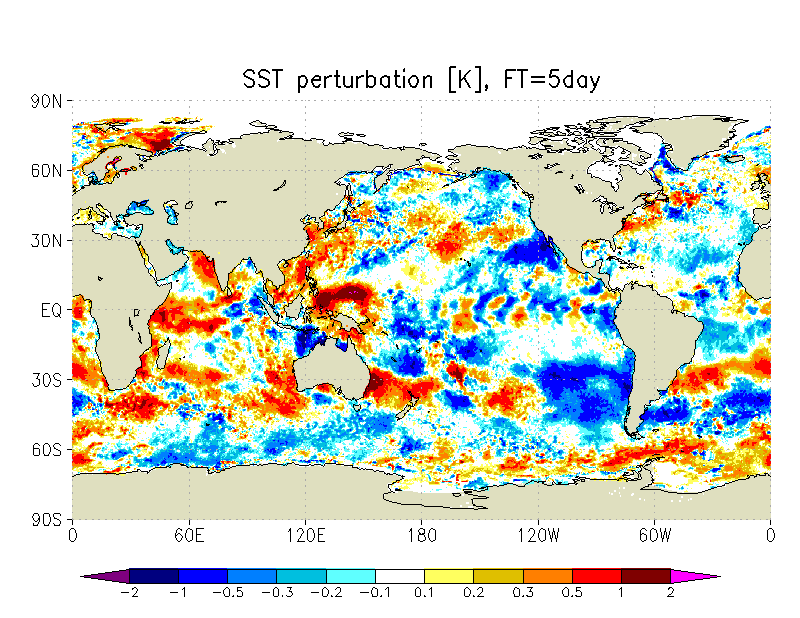 SST perturbation [K], FT=5day
90N
60N
30N
EQ
30S
60S
90S
0 60E 120E 180 120W 60W 0
-2 -1 -0.5 -0.3 -0.2 -0.1 0.1 0.2 0.3 0.5 1 2